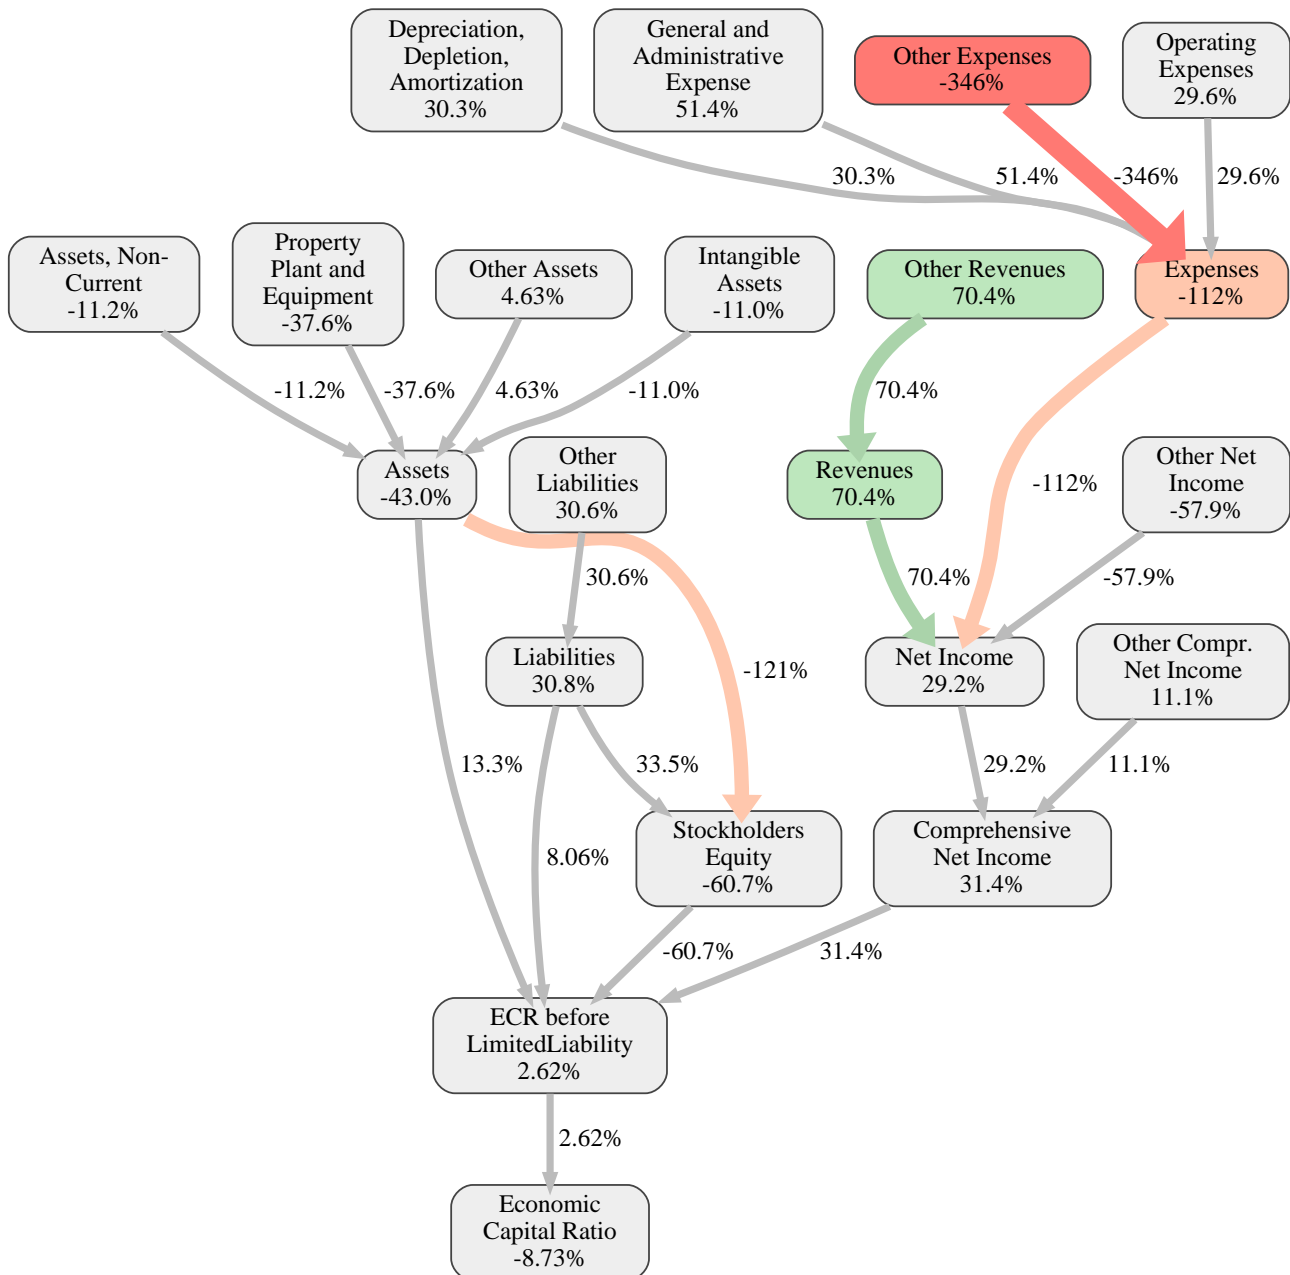 Depreciation,
Depletion,
Amortization
30.3%
General and
Administrative
Expense
51.4%
Other Expenses
-346%
Operating
Expenses
29.6%
30.3%
51.4%
-346%
29.6%
Assets, Non-
Current
-11.2%
Property
Plant and
Equipment
-37.6%
Other Assets
4.63%
Intangible
Assets
-11.0%
Other Revenues
70.4%
Expenses
-112%
-11.2%
-37.6%
4.63%
-11.0%
70.4%
Assets
-43.0%
Other
Liabilities
30.6%
Revenues
70.4%
-112%
Other Net
Income
-57.9%
30.6%
70.4%
-57.9%
Liabilities
30.8%
-121%
Net Income
29.2%
Other Compr.
Net Income
11.1%
13.3%
33.5%
29.2%
11.1%
8.06%
Stockholders
Equity
-60.7%
Comprehensive
Net Income
31.4%
-60.7%
31.4%
ECR before
LimitedLiability
2.62%
2.62%
Economic
Capital Ratio
-8.73%